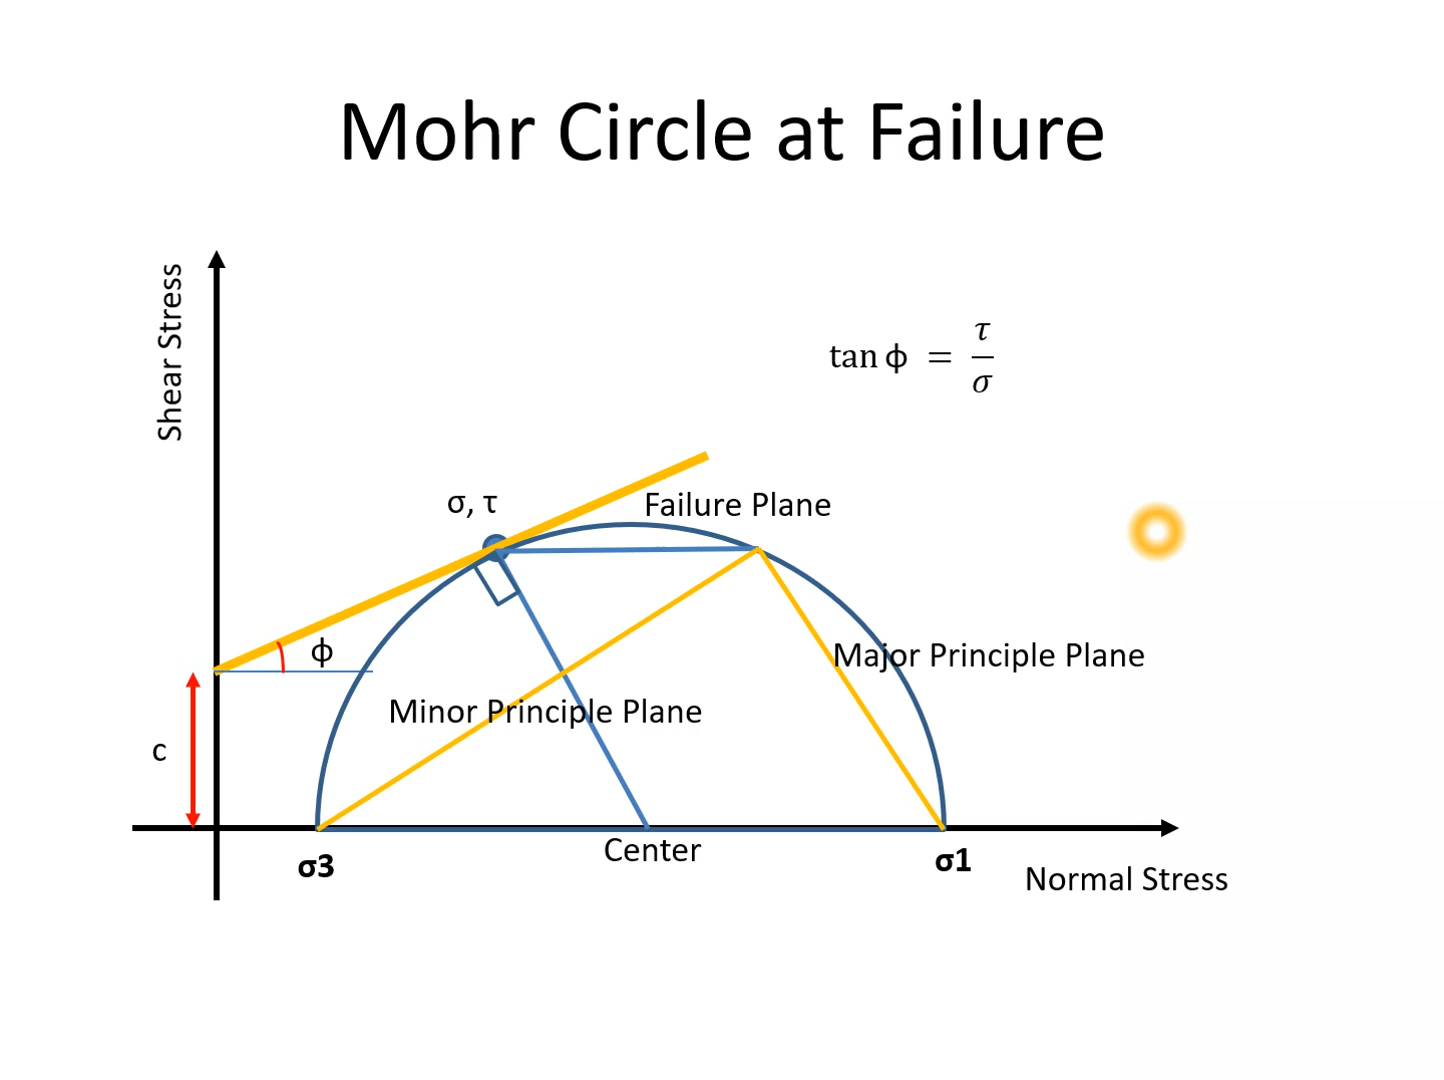 Mohr Circle at Failure
Shear Stress
tan ϕ = τ/σ
σ, τ
Failure Plane
ϕ
Major Principle Plane
Minor Principle Plane
c
Center
σ3
σ1
Normal Stress